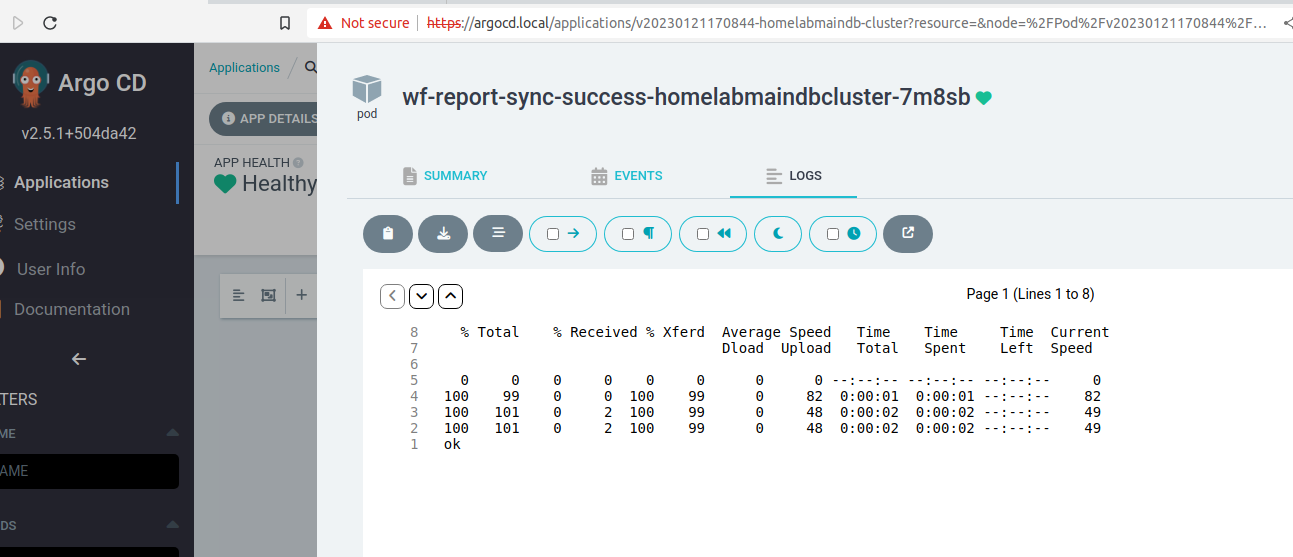 Not secure https://argocd.local/applications/v20230121170844-homelabmaindb-cluster?resource=&node=%2FPod%2Fv20230121170844%2F...
Argo CD
v2.5.1+504da42
Applications
Settings
User Info
Documentation
TERS
ME
AME
DS
Applications /
APP DETAILS
APP HEALTH
Healthy
pod
wf-report-sync-success-homelabmaindbcluster-7m8sb
SUMMARY EVENTS LOGS
Page 1 (Lines 1 to 8)
8 % Total % Received % Xferd Average Speed Time Time Time Current
7 Dload Upload Total Spent Left Speed
6
5 0 0 0 0 0 0 0 0 --:--:-- --:--:-- --:--:-- 0
4 100 99 0 0 100 99 0 82 0:00:01 0:00:01 --:--:-- 82
3 100 101 0 2 100 99 0 48 0:00:02 0:00:02 --:--:-- 49
2 100 101 0 2 100 99 0 48 0:00:02 0:00:02 --:--:-- 49
1 ok